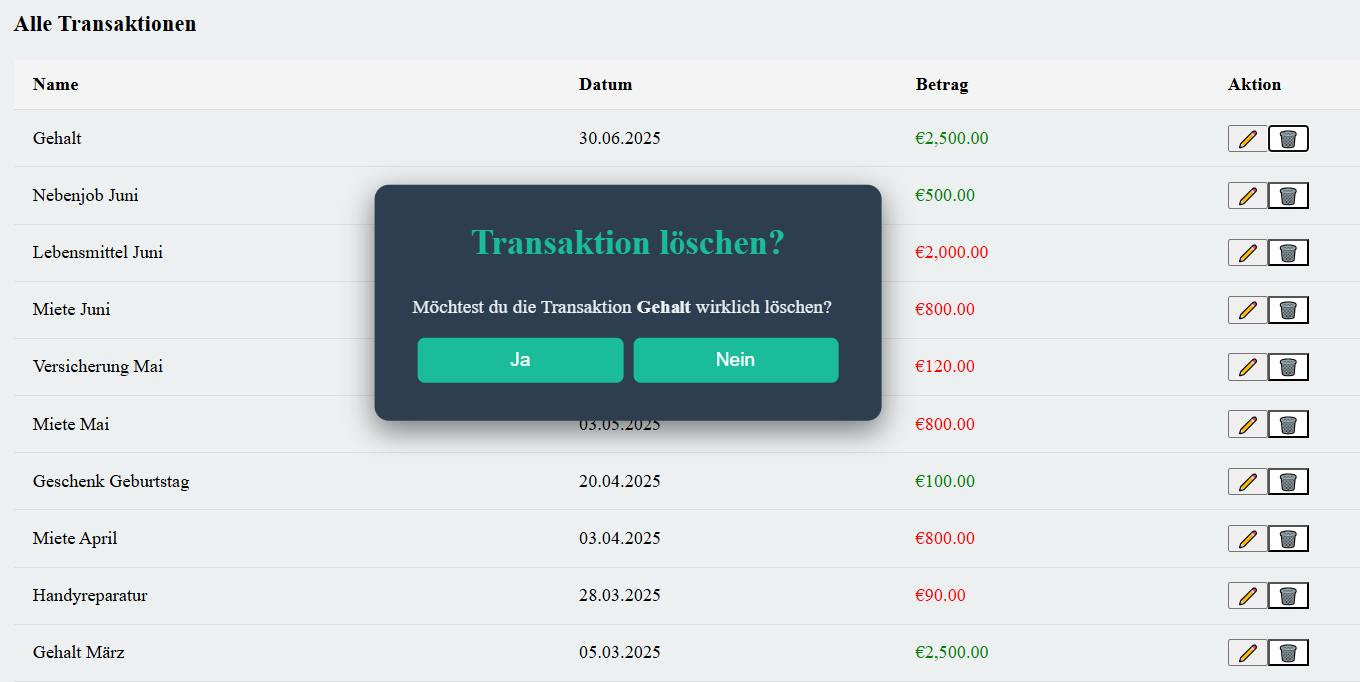 Alle Transaktionen
Name Datum Betrag Aktion
Gehalt 30.06.2025 €2,500.00
Nebenjob Juni €500.00
Transaktion löschen?
Lebensmittel Juni €2,000.00
Miete Juni Möchtest du die Transaktion Gehalt wirklich löschen? €800.00
Versicherung Mai Ja Nein €120.00
Miete Mai 03.05.2025 €800.00
Geschenk Geburtstag 20.04.2025 €100.00
Miete April 03.04.2025 €800.00
Handyreparatur 28.03.2025 €90.00
Gehalt März 05.03.2025 €2,500.00